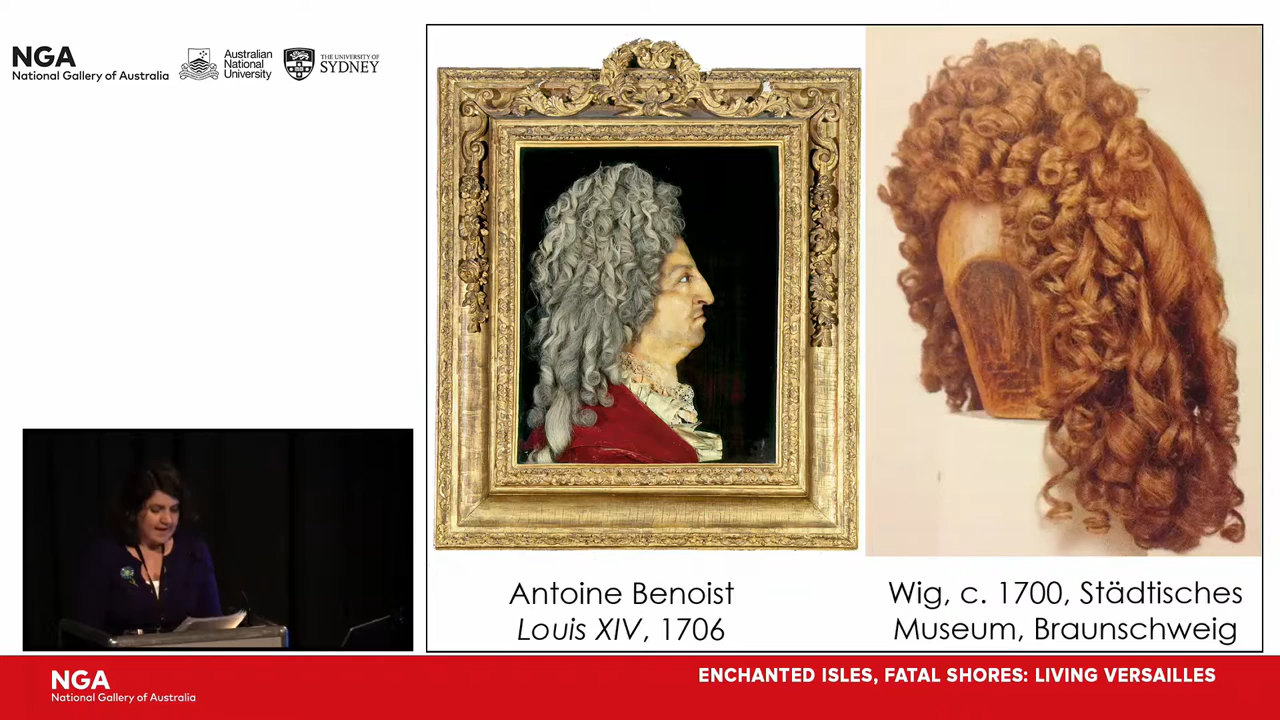 NGA
National Gallery of Australia
Australian
National
University
THE UNIVERSITY OF
SYDNEY
Antoine Benoist
Louis XIV, 1706
Wig, c. 1700, Städtisches
Museum, Braunschweig
NGA
National Gallery of Australia
ENCHANTED ISLES, FATAL SHORES: LIVING VERSAILLES